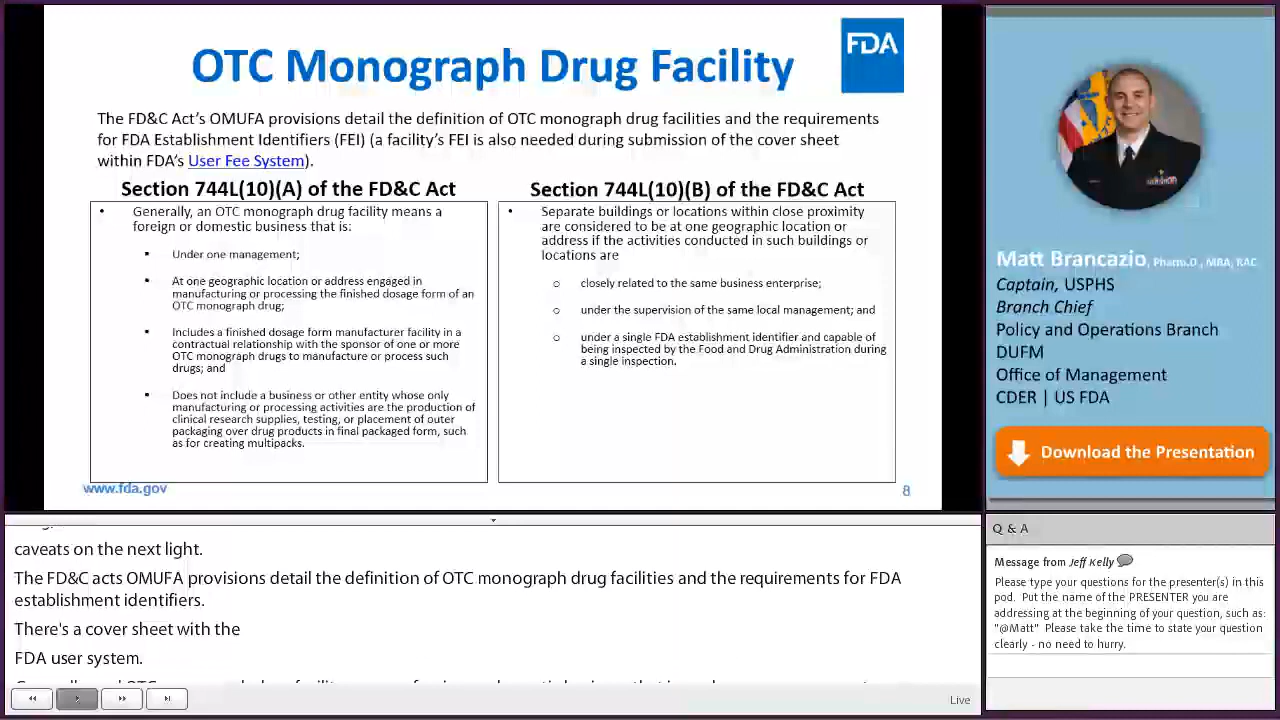 OTC Monograph Drug Facility
FDA
The FD&C Act's OMUFA provisions detail the definition of OTC monograph drug facilities and the requirements
for FDA Establishment Identifiers (FEI) (a facility's FEI is also needed during submission of the cover sheet
within FDA's User Fee System).
Section 744L(10)(A) of the FD&C Act
• Generally, an OTC monograph drug facility means a
foreign or domestic business that is:
▪ Under one management;
▪ At one geographic location or address engaged in
manufacturing or processing the finished dosage form of an
OTC monograph drug;
▪ Includes a finished dosage form manufacturer facility in a
contractual relationship with the sponsor of one or more
OTC monograph drugs to manufacture or process such
drugs; and
▪ Does not include a business or other entity whose only
manufacturing or processing activities are the production of
clinical research supplies, testing, or placement of outer
packaging over drug products in final packaged form, such
as for creating multipacks.
Section 744L(10)(B) of the FD&C Act
• Separate buildings or locations within close proximity
are considered to be at one geographic location or
address if the activities conducted in such buildings or
locations are
o closely related to the same business enterprise;
o under the supervision of the same local management; and
o under a single FDA establishment identifier and capable of
being inspected by the Food and Drug Administration during
a single inspection.
www.fda.gov
8
Matt Brancazio, Pharm.D., MBA, RAC
Captain, USPHS
Branch Chief
Policy and Operations Branch
DUFM
Office of Management
CDER | US FDA
Download the Presentation
caveats on the next light.
The FD&C acts OMUFA provisions detail the definition of OTC monograph drug facilities and the requirements for FDA
establishment identifiers.
There's a cover sheet with the
FDA user system.
Live
Q & A
Message from Jeff Kelly
Please type your questions for the presenter(s) in this
pod. Put the name of the PRESENTER you are
addressing at the beginning of your question, such as:
"@Matt" Please take the time to state your question
clearly - no need to hurry.